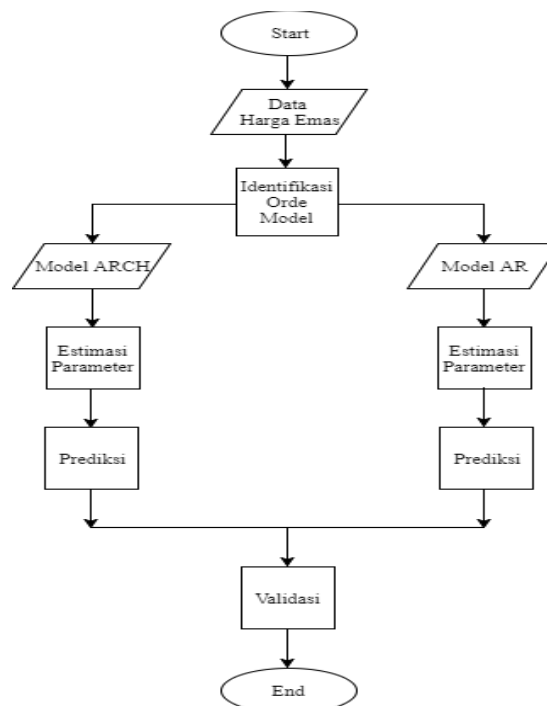 Start
Data
Harga Emas
Identifikasi
Orde
Model
Model ARCH
Model AR
Estimasi
Parameter
Estimasi
Parameter
Prediksi
Prediksi
Validasi
End